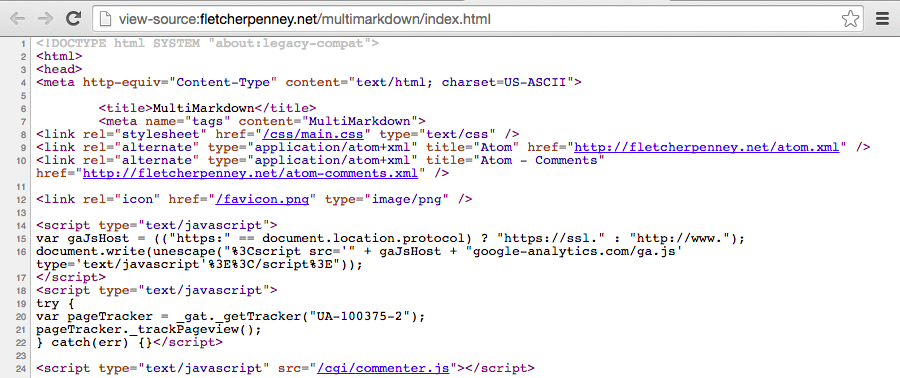 view-source:fletcherpenney.net/multimarkdown/index.html
1 <!DOCTYPE html SYSTEM "about:legacy-compat">
2 <html>
3 <head>
4 <meta http-equiv="Content-Type" content="text/html; charset=US-ASCII">
5
6 <title>MultiMarkdown</title>
7 <meta name="tags" content="MultiMarkdown">
8 <link rel="stylesheet" href="/css/main.css" type="text/css" />
9 <link rel="alternate" type="application/atom+xml" title="Atom" href="http://fletcherpenney.net/atom.xml" />
10 <link rel="alternate" type="application/atom+xml" title="Atom - Comments"
href="http://fletcherpenney.net/atom-comments.xml" />
11
12 <link rel="icon" href="/favicon.png" type="image/png" />
13
14 <script type="text/javascript">
15 var gaJsHost = (("https:" == document.location.protocol) ? "https://ssl." : "http://www.");
16 document.write(unescape("%3Cscript src='" + gaJsHost + "google-analytics.com/ga.js'
type='text/javascript'%3E%3C/script%3E"));
17 </script>
18 <script type="text/javascript">
19 try {
20 var pageTracker = _gat._getTracker("UA-100375-2");
21 pageTracker._trackPageview();
22 } catch(err) {}</script>
23
24 <script type="text/javascript" src="/cgi/commenter.js"></script>